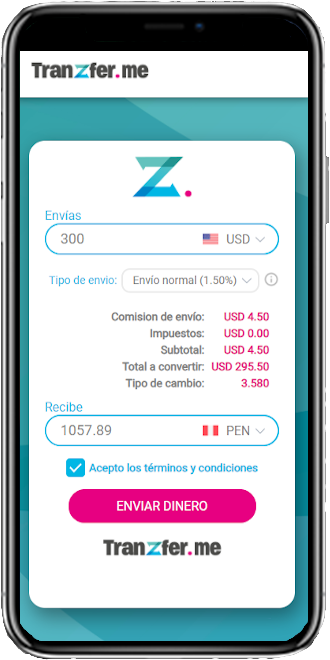 Tranzfer.me
Z.
Envías
300 USD
Tipo de envio: Envío normal (1.50%)
Comision de envío: USD 4.50
Impuestos: USD 0.00
Subtotal: USD 4.50
Total a convertir: USD 295.50
Tipo de cambio: 3.580
Recibe
1057.89 PEN
Acepto los términos y condiciones
ENVIAR DINERO
Tranzfer.me